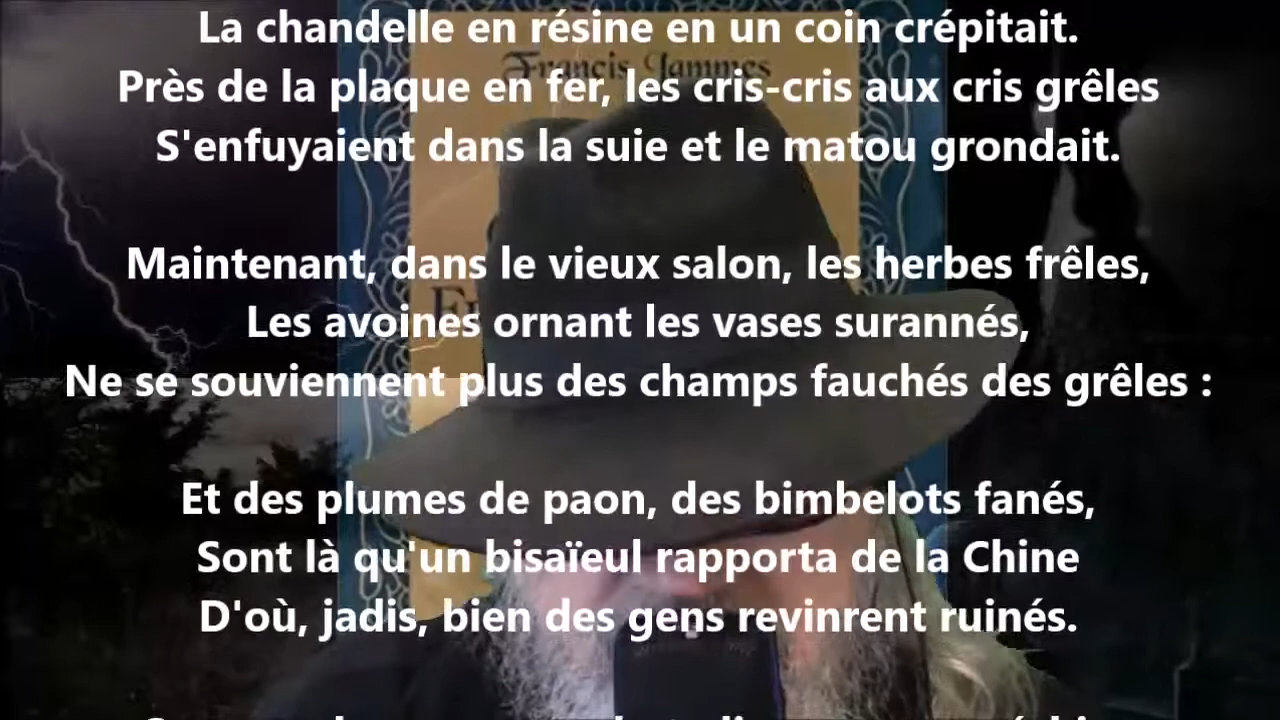 Francis Jammes
La chandelle en résine en un coin crépitait.
Près de la plaque en fer, les cris-cris aux cris grêles
S'enfuyaient dans la suie et le matou grondait.
Maintenant, dans le vieux salon, les herbes frêles,
Les avoines ornant les vases surannés,
Ne se souviennent plus des champs fauchés des grêles :
Et des plumes de paon, des bimbelots fanés,
Sont là qu'un bisaïeul rapporta de la Chine
D'où, jadis, bien des gens revinrent ruinés.